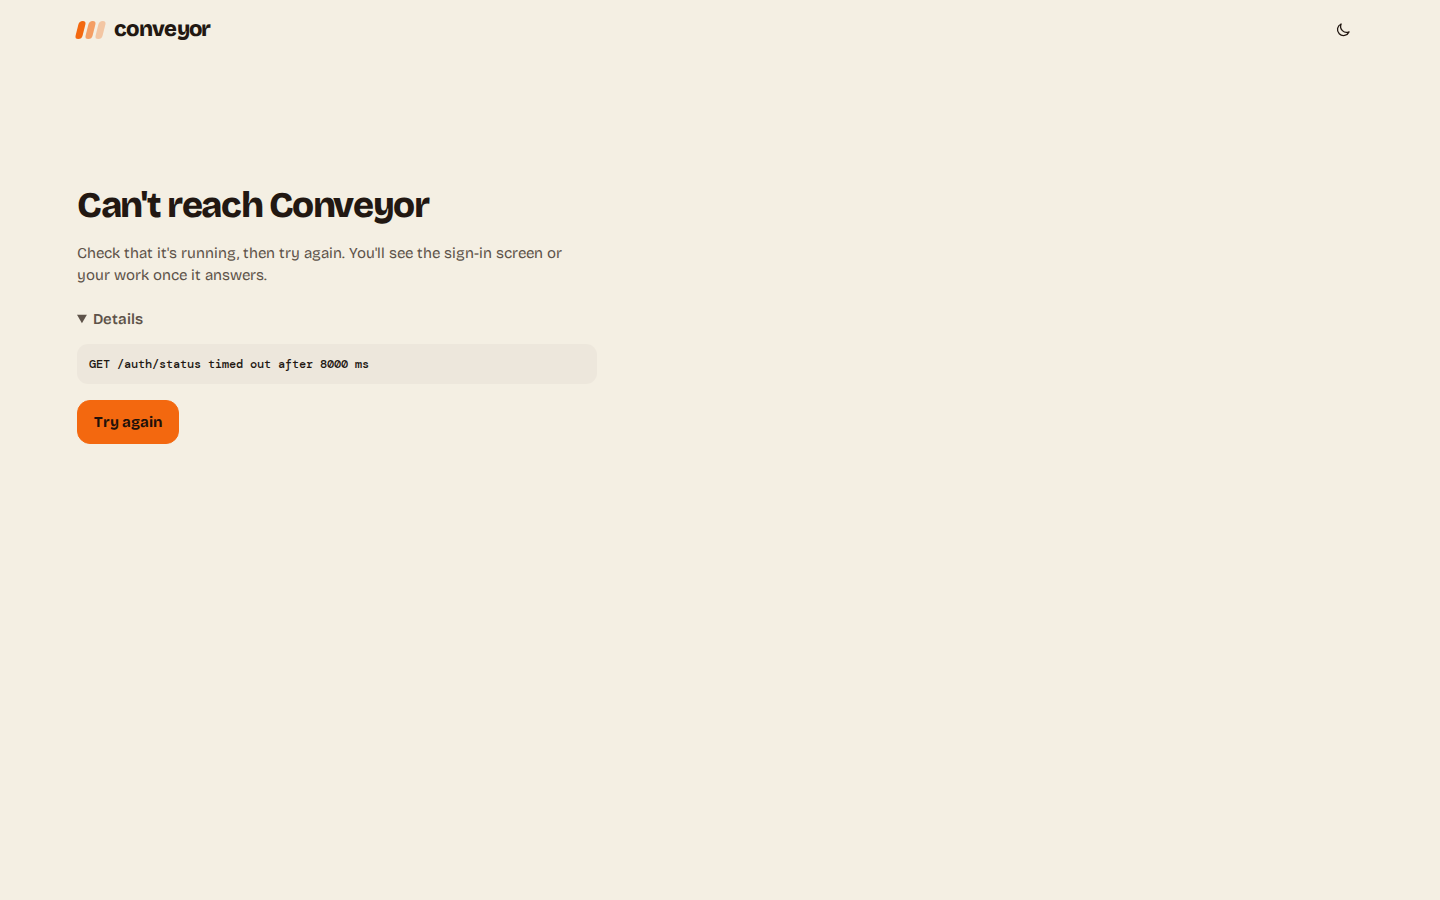 conveyor
Can't reach Conveyor
Check that it's running, then try again. You'll see the sign-in screen or
your work once it answers.
Details
GET /auth/status timed out after 8000 ms
Try again